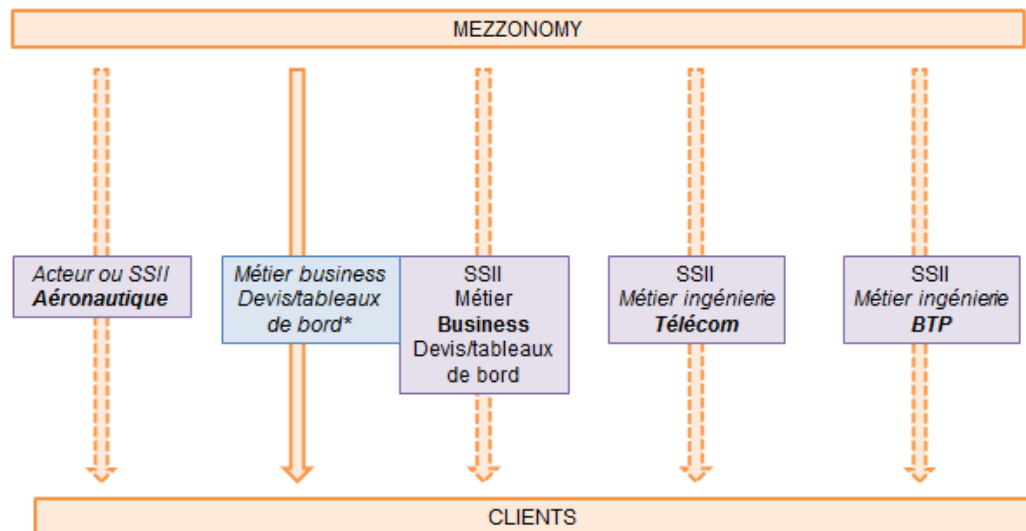 MEZZONOMY
Acteur ou SSII
Aéronautique
Métier business
Devis/tableaux
de bord*
SSII
Métier
Business
Devis/tableaux
de bord
SSII
Métier ingénierie
Télécom
SSII
Métier ingénierie
BTP
CLIENTS